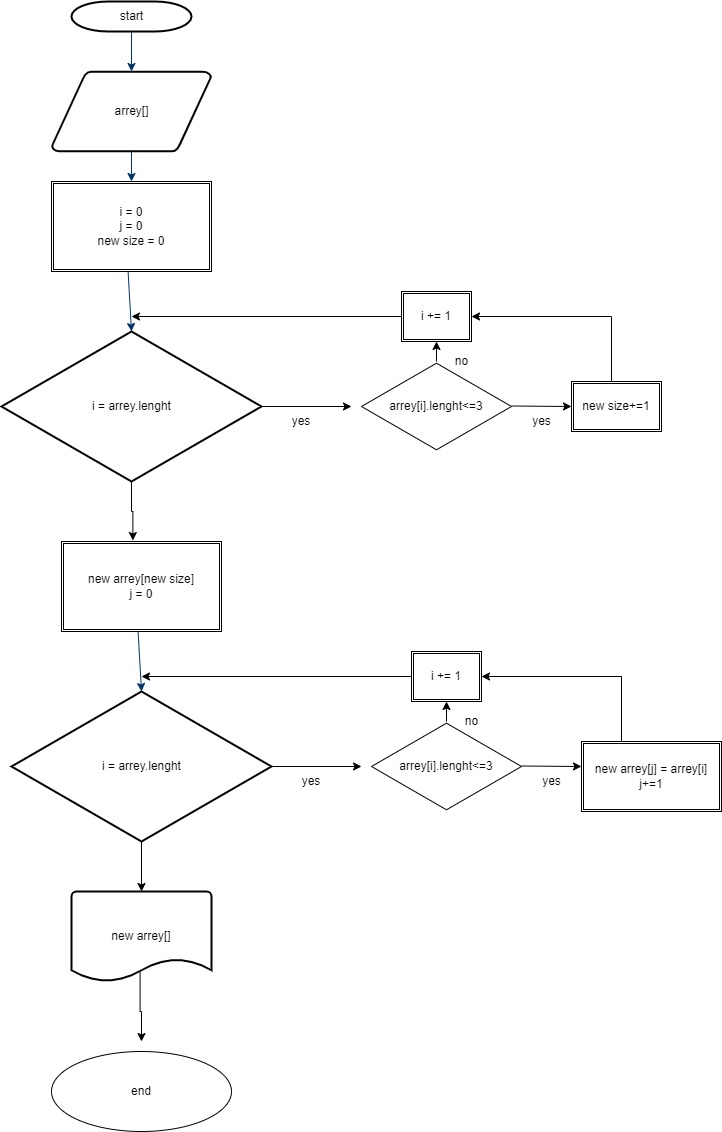 start
arrey[]
i = 0
j = 0
new size = 0
i += 1
no
i = arrey.lenght
yes
array[i].lenght<=3
yes
new size+=1
new arrey[new size]
j = 0
i += 1
no
i = arrey.lenght
yes
array[i].lenght<=3
yes
new arrey[j] = arrey[i]
j+=1
new arrey[]
end